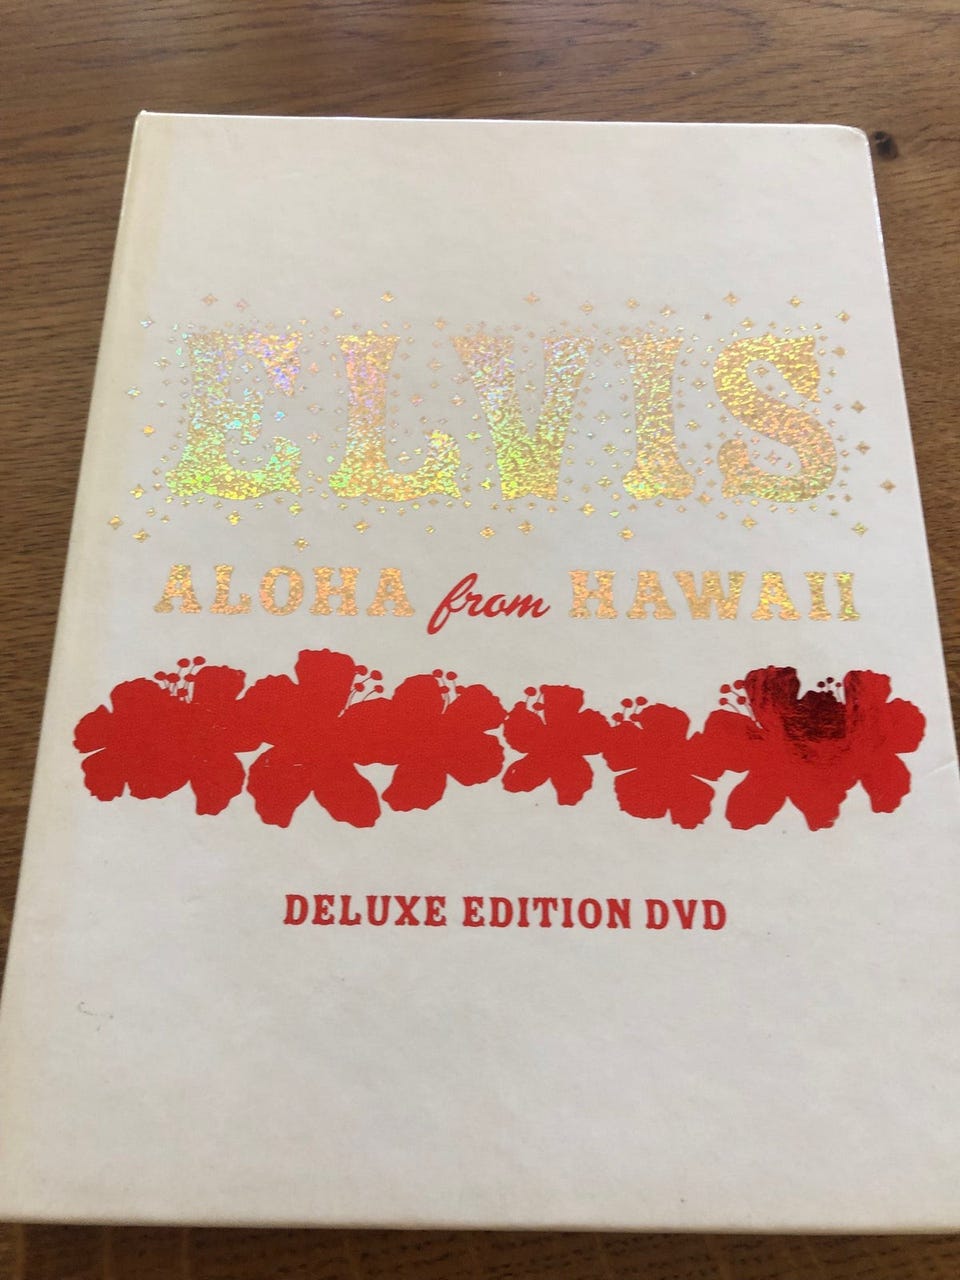 ELVIS
ALOHA from HAWAII
DELUXE EDITION DVD